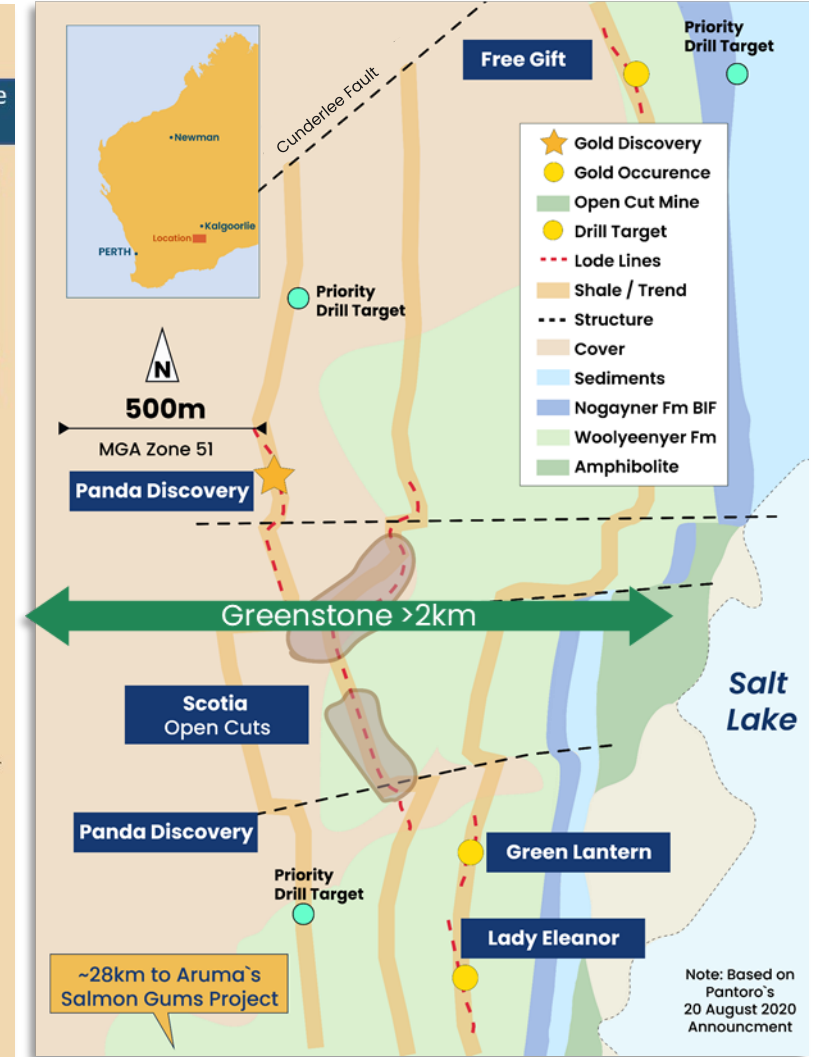 e
Priority
Drill Target
Free Gift
Cunderlee Fault
Newman
Kalgoorlie
Location
PERTH
Gold Discovery
Gold Occurence
Open Cut Mine
Drill Target
Lode Lines
Shale / Trend
Structure
Cover
Sediments
Nogayner Fm BIF
Woolyeenyer Fm
Amphibolite
Priority
Drill Target
N
500m
MGA Zone 51
Panda Discovery
Greenstone >2km
Scotia
Open Cuts
Salt
Lake
Panda Discovery
Green Lantern
Priority
Drill Target
Lady Eleanor
~28km to Aruma`s
Salmon Gums Project
Note: Based on
Pantoro`s
20 August 2020
Announcment